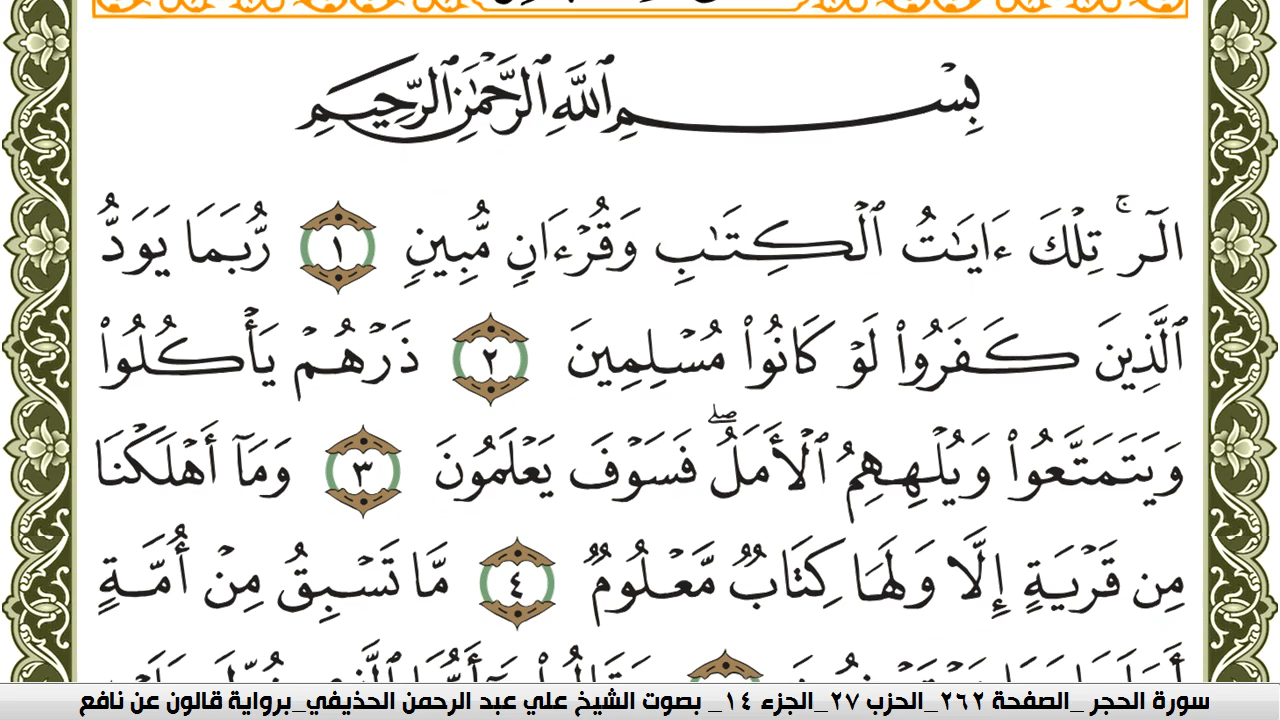 بِسْمِ ٱللَّهِ ٱلرَّحْمَٰنِ ٱلرَّحِيمِ
الٓرۚ تِلْكَ ءَايَٰتُ ٱلْكِتَٰبِ وَقُرْءَانٍ مُّبِينٍ ١ رُّبَمَا يَوَدُّ
ٱلَّذِينَ كَفَرُواْ لَوْ كَانُواْ مُسْلِمِينَ ٢ ذَرْهُمْ يَأْكُلُواْ
وَيَتَمَتَّعُواْ وَيُلْهِهِمُ ٱلْأَمَلُۖ فَسَوْفَ يَعْلَمُونَ ٣ وَمَآ أَهْلَكْنَا
مِن قَرْيَةٍ إِلَّا وَلَهَا كِتَابٌ مَّعْلُومٌ ٤ مَّا تَسْبِقُ مِنْ أُمَّةٍ
سورة الحجر _الصفحة ٢٦٢_الحزب ٢٧_الجزء ١٤_ بصوت الشيخ علي عبد الرحمن الحذيفي_برواية قالون عن نافع